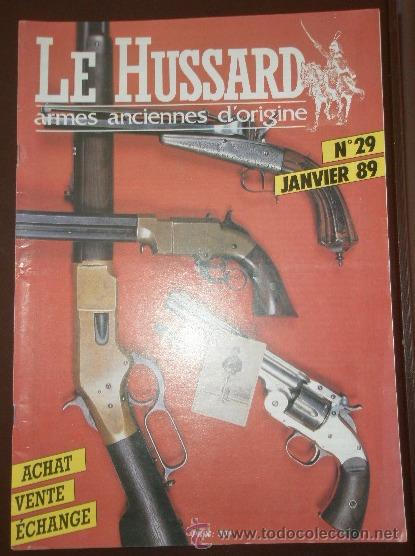 LE HUSSARD
armes anciennes d'origine
N°29
JANVIER 89
ACHAT
VENTE
ÉCHANGE
www.todocoleccion.net